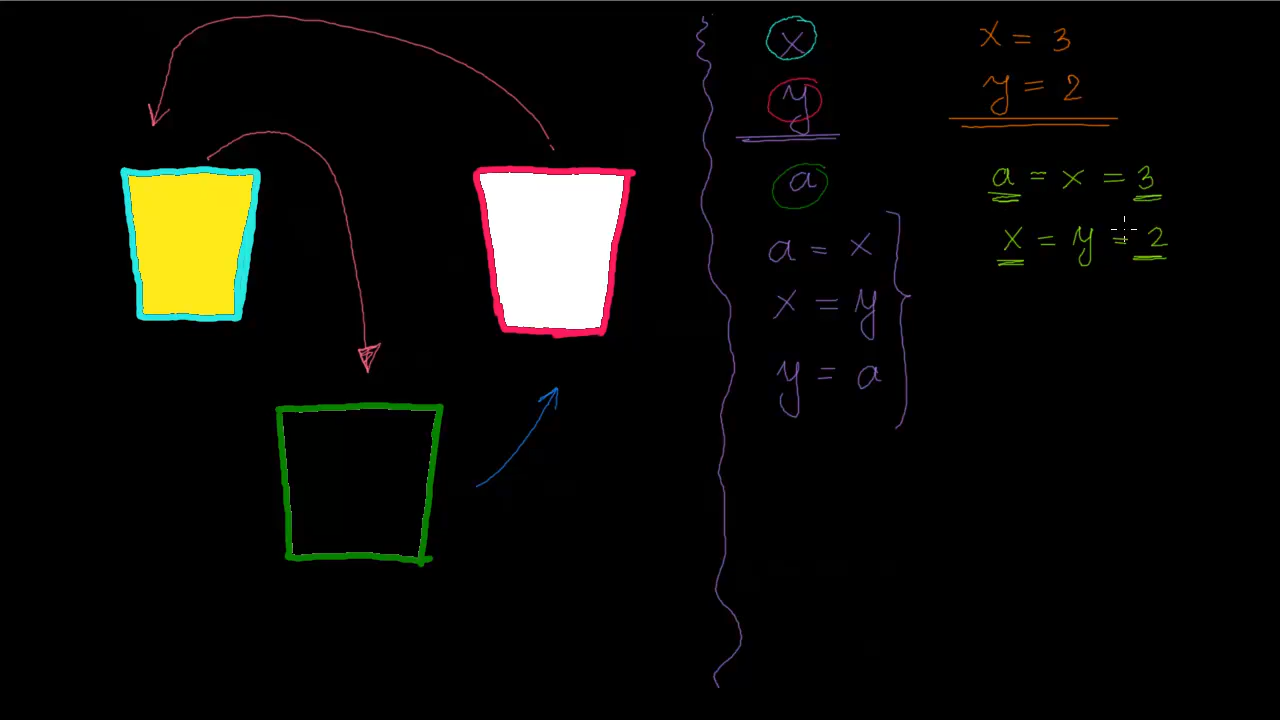 x
y
a
a = x
x = y
y = a
x = 3
y = 2
a = x = 3
x = y = 2